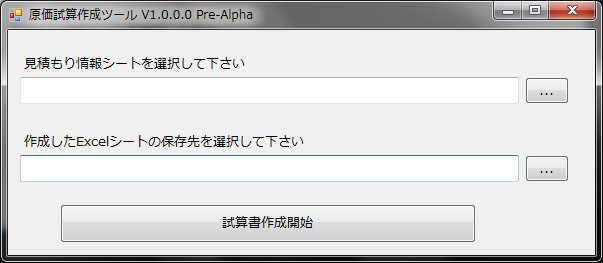 原価試算作成ツール V1.0.0.0 Pre-Alpha
見積もり情報シートを選択して下さい
...
作成したExcelシートの保存先を選択して下さい
...
試算書作成開始